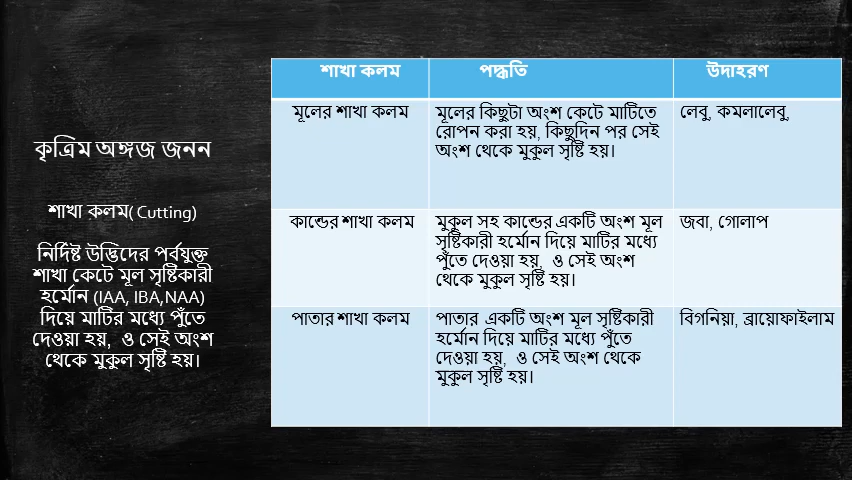 কৃত্রিম অঙ্গজ জনন
শাখা কলম( Cutting)
নির্দিষ্ট উদ্ভিদের পর্বযুক্ত
শাখা কেটে মূল সৃষ্টিকারী
হর্মোন (IAA, IBA,NAA)
দিয়ে মাটির মধ্যে পুঁতে
দেওয়া হয়, ও সেই অংশ
থেকে মুকুল সৃষ্টি হয়।
শাখা কলম পদ্ধতি উদাহরণ
মূলের শাখা কলম
মূলের কিছুটা অংশ কেটে মাটিতে
রোপন করা হয়, কিছুদিন পর সেই
অংশ থেকে মুকুল সৃষ্টি হয়।
লেবু, কমলালেবু,
কান্ডের শাখা কলম
মুকুল সহ কান্ডের একটি অংশ মূল
সৃষ্টিকারী হর্মোন দিয়ে মাটির মধ্যে
পুঁতে দেওয়া হয়, ও সেই অংশ
থেকে মুকুল সৃষ্টি হয়।
জবা, গোলাপ
পাতার শাখা কলম
পাতার একটি অংশ মূল সৃষ্টিকারী
হর্মোন দিয়ে মাটির মধ্যে পুঁতে
দেওয়া হয়, ও সেই অংশ থেকে
মুকুল সৃষ্টি হয়।
বিগনিয়া, ব্রায়োফাইলাম